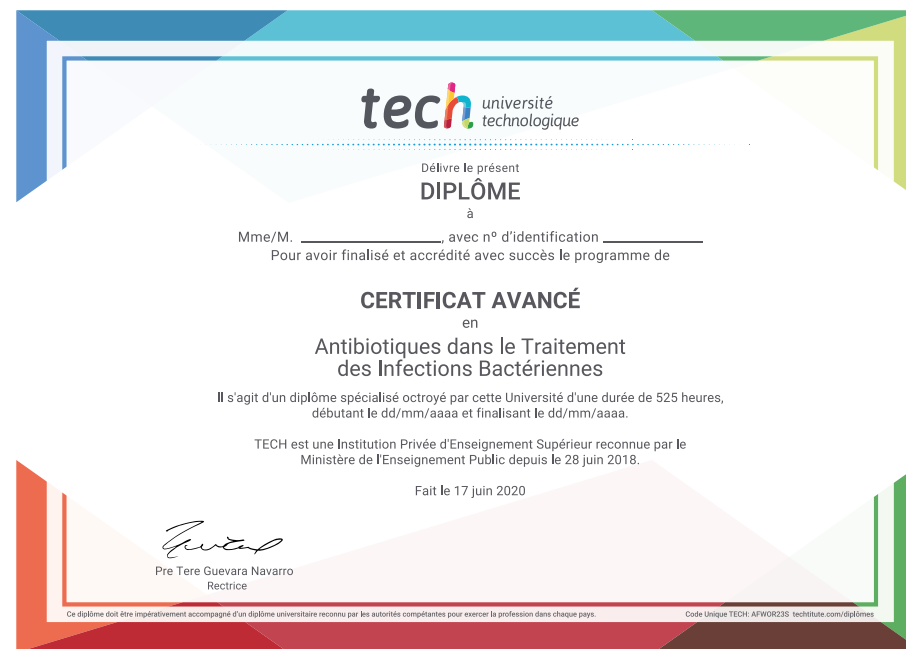 tech université
technologique
Délivre le présent
DIPLÔME
à
Mme/M. ____________________, avec nº d'identification ______________
Pour avoir finalisé et accrédité avec succès le programme de
CERTIFICAT AVANCÉ
en
Antibiotiques dans le Traitement
des Infections Bactériennes
Il s'agit d'un diplôme spécialisé octroyé par cette Université d'une durée de 525 heures,
débutant le dd/mm/aaaa et finalisant le dd/mm/aaaa.
TECH est une Institution Privée d'Enseignement Supérieur reconnue par le
Ministère de l'Enseignement Public depuis le 28 juin 2018.
Fait le 17 juin 2020
Pre Tere Guevara Navarro
Rectrice
Ce diplôme doit être impérativement accompagné d'un diplôme universitaire reconnu par les autorités compétentes pour exercer la profession dans chaque pays.
Code Unique TECH: AFWOR23S techtitute.com/diplômes